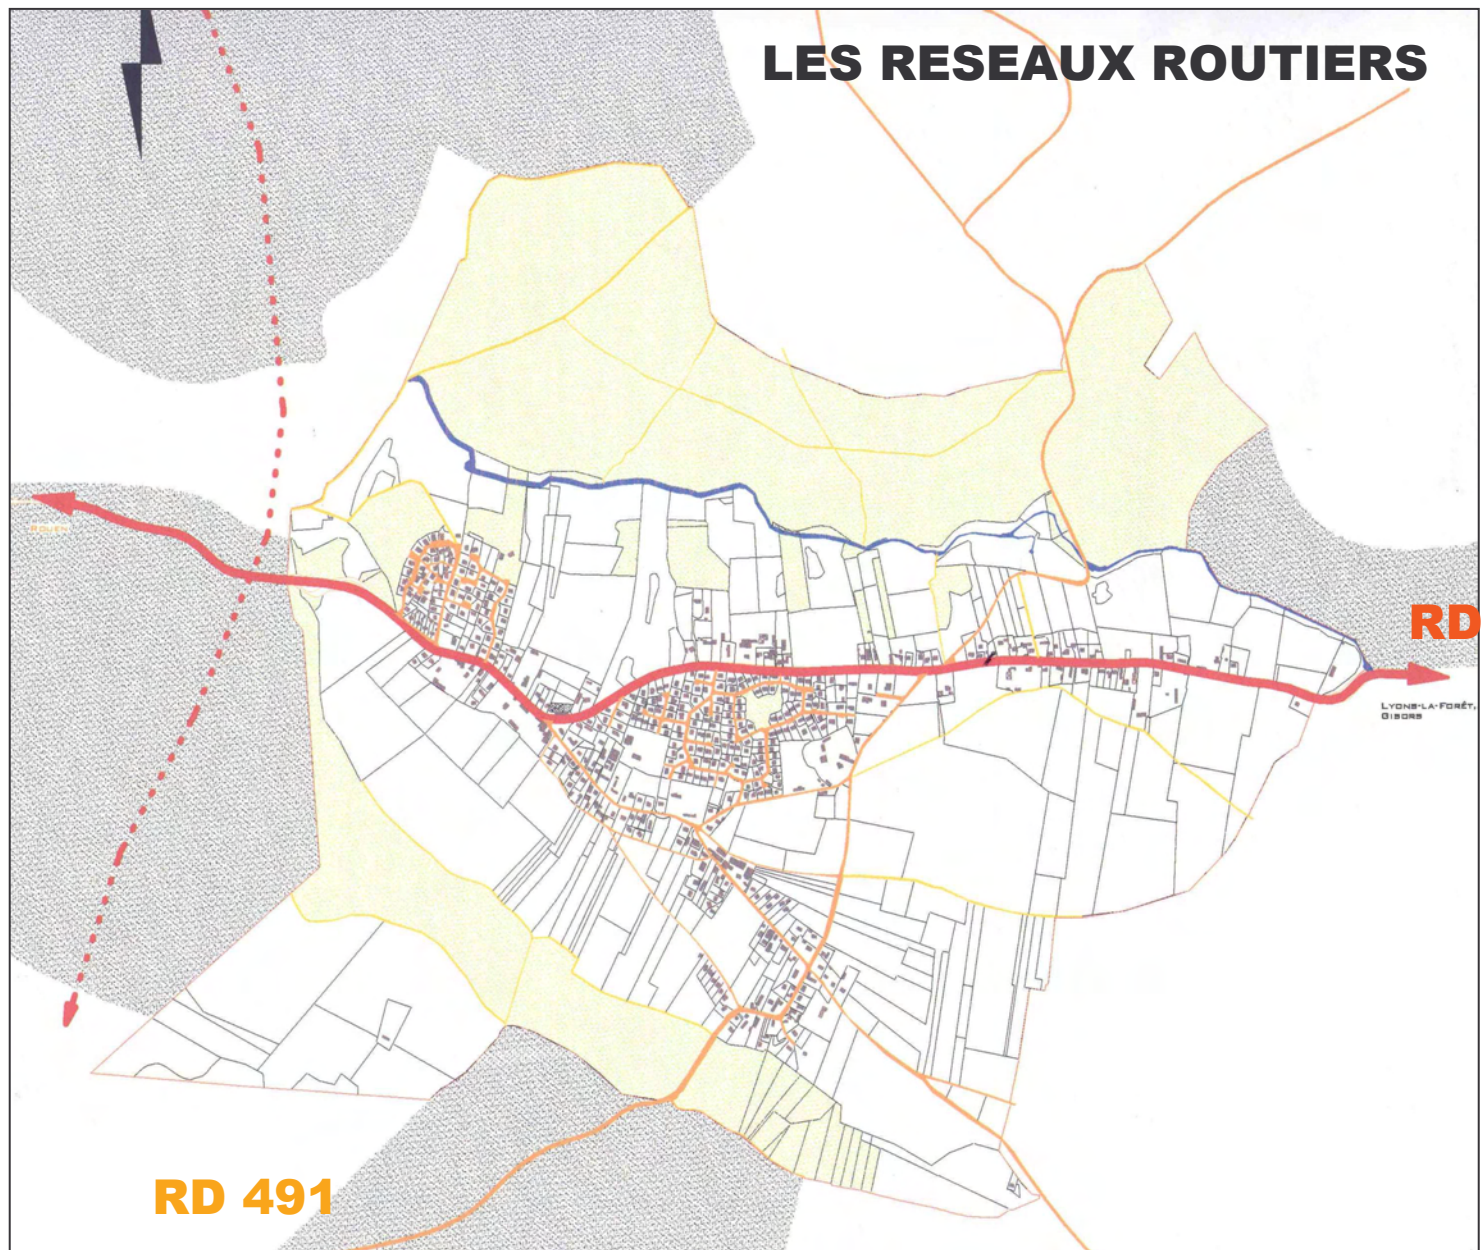 LES RESEAUX ROUTIERS
ROUEN
RD
LYONS-LA-FORÊT,
GISORS
RD 491